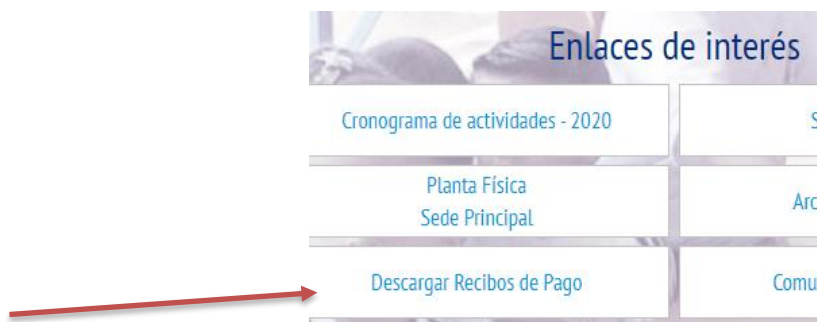 Enlaces de interés
Cronograma de actividades - 2020
Planta Física
Sede Principal
Descargar Recibos de Pago